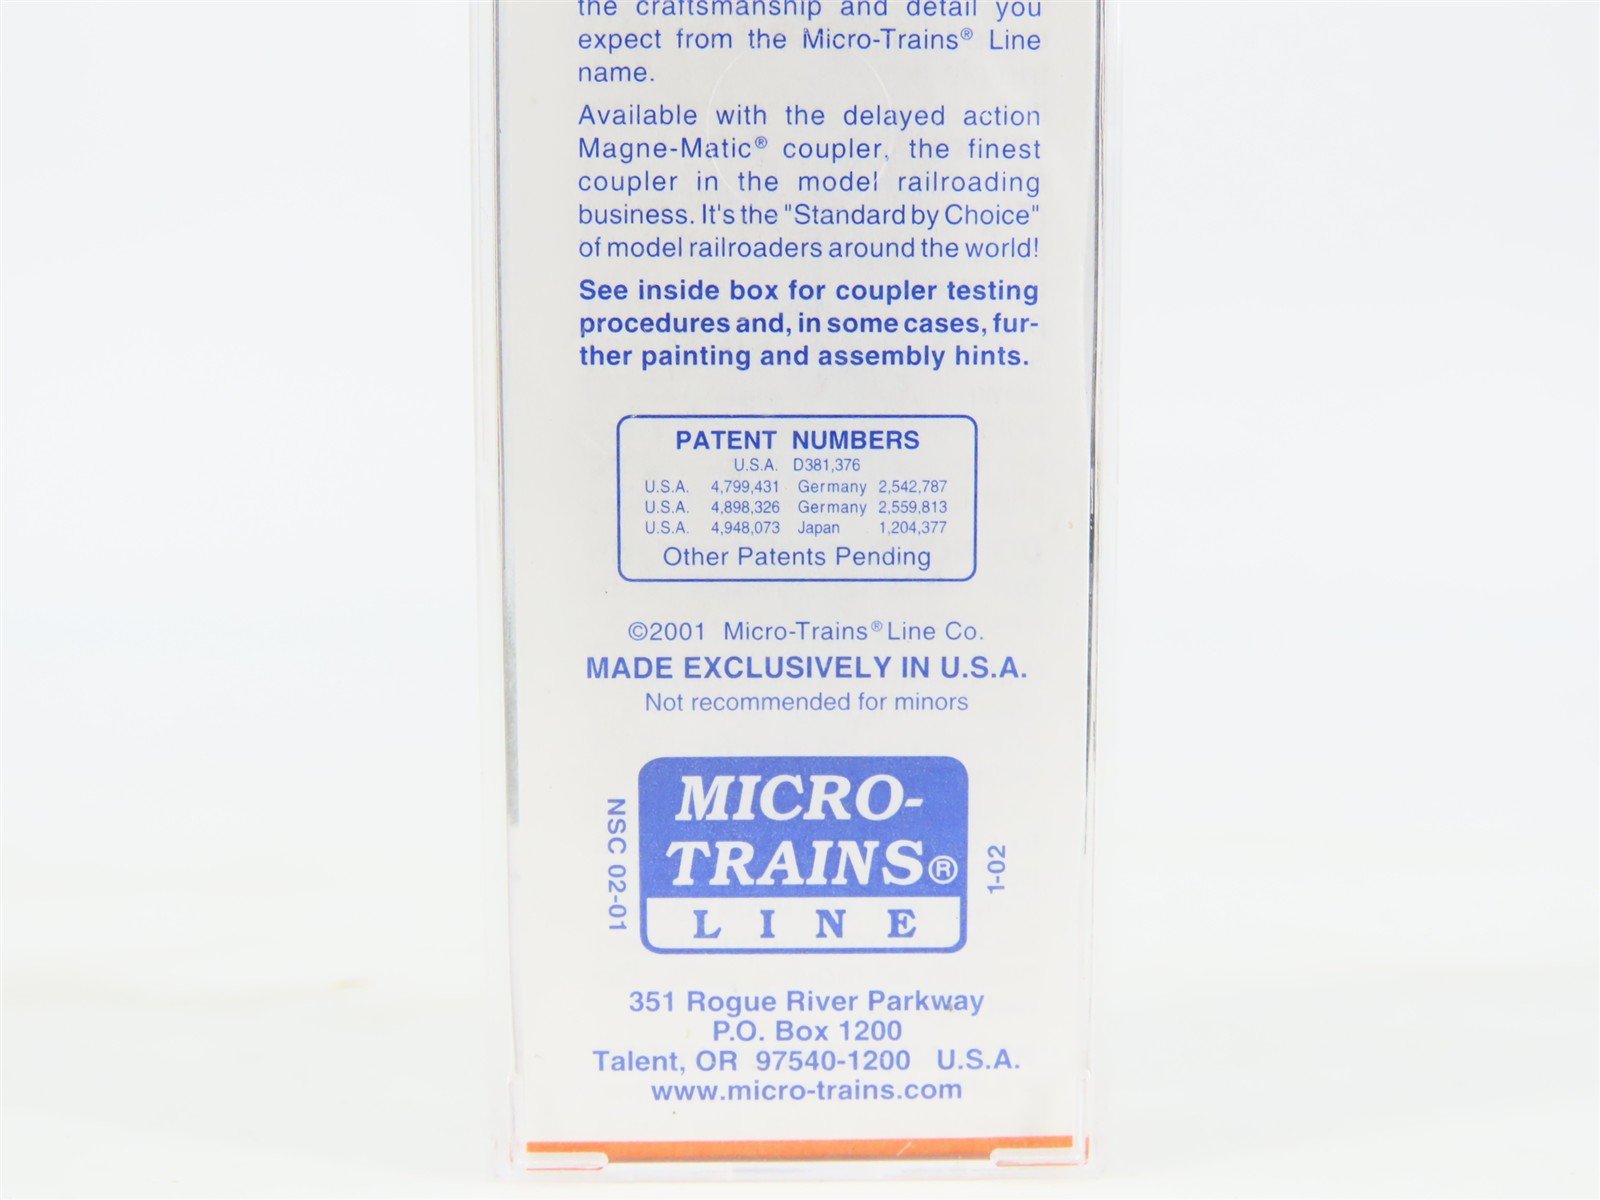 the craftsmanship and detail you
expect from the Micro-Trains® Line
name.
Available with the delayed action
Magne-Matic® coupler, the finest
coupler in the model railroading
business. It's the "Standard by Choice"
of model railroaders around the world!
See inside box for coupler testing
procedures and, in some cases, fur-
ther painting and assembly hints.
PATENT NUMBERS
U.S.A. D381,376
U.S.A. 4,799,431 Germany 2,542,787
U.S.A. 4,898,326 Germany 2,559,813
U.S.A. 4,948,073 Japan 1,204,377
Other Patents Pending
©2001 Micro-Trains® Line Co.
MADE EXCLUSIVELY IN U.S.A.
Not recommended for minors
NSC 02-01
MICRO-
TRAINS®
LINE
1-02
351 Rogue River Parkway
P.O. Box 1200
Talent, OR 97540-1200 U.S.A.
www.micro-trains.com